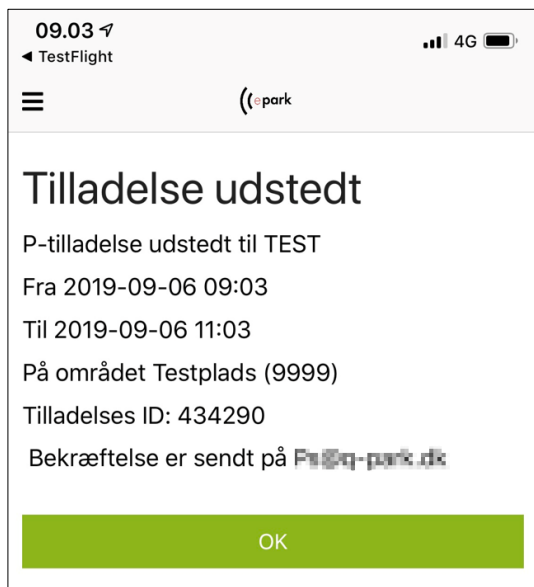 09.03
4G
◀ TestFlight
epark
Tilladelse udstedt
P-tilladelse udstedt til TEST
Fra 2019-09-06 09:03
Til 2019-09-06 11:03
På området Testplads (9999)
Tilladelses ID: 434290
Bekræftelse er sendt på
OK